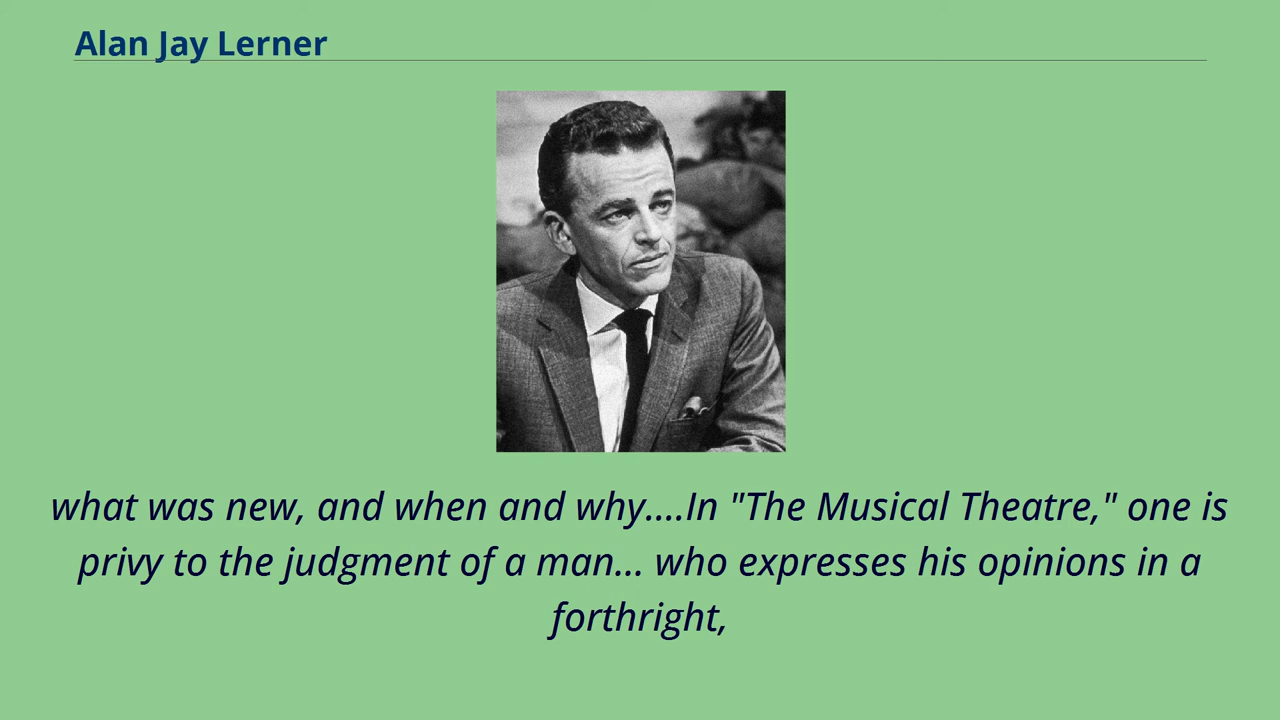 Alan Jay Lerner
what was new, and when and why....In "The Musical Theatre," one is
privy to the judgment of a man... who expresses his opinions in a
forthright,